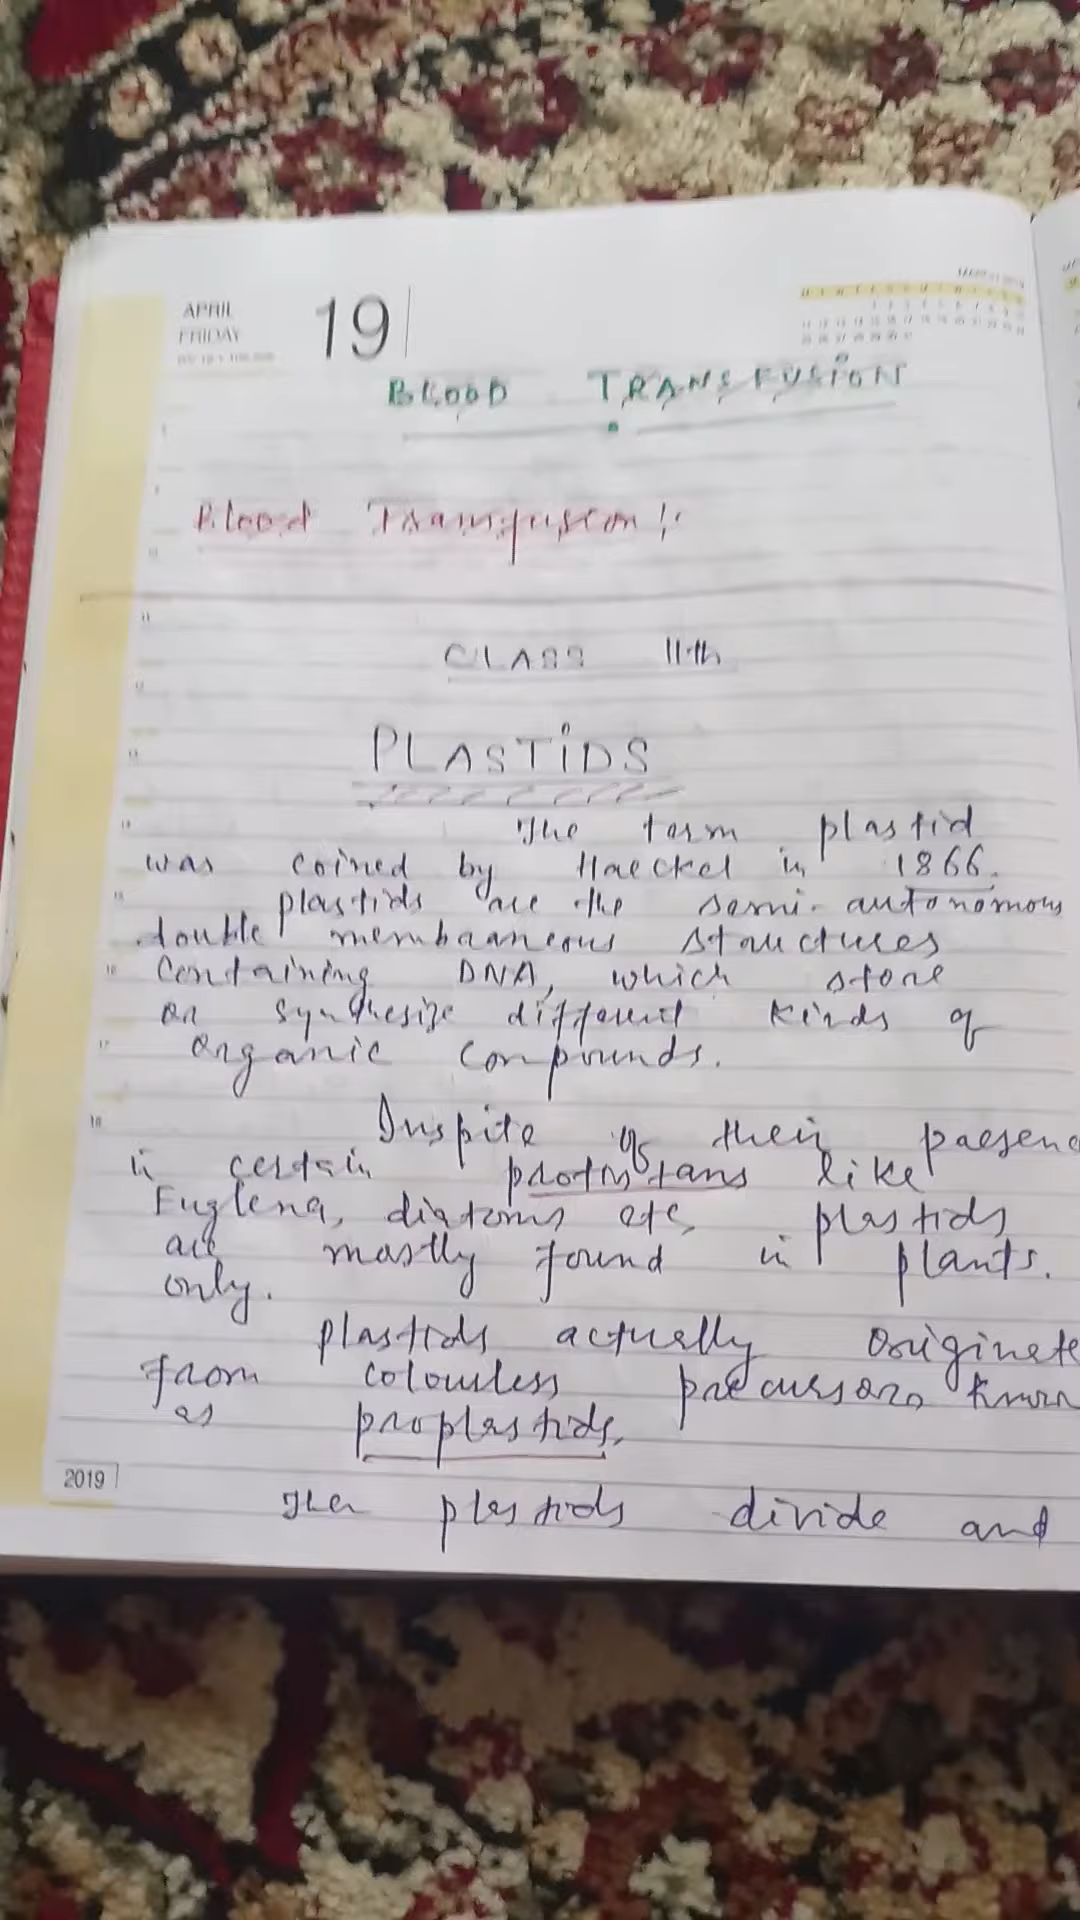 APRIL
FRIDAY
19
BLOOD TRANSFUSION
Blood Transfusion:
CLASS 11th
PLASTIDS
The term plastid
was coined by Haeckel in 1866.
plastids are the semi-autonomous
double membraneous structures
containing DNA, which store
or synthesize different kinds of
organic compounds.
Inspite of their presenc
in certain protistans like
Euglena, diatoms etc, plastids
are mostly found in plants.
only.
plastids actually originate
from colourless precursors known
as proplastids.
2019
The plastids divide and